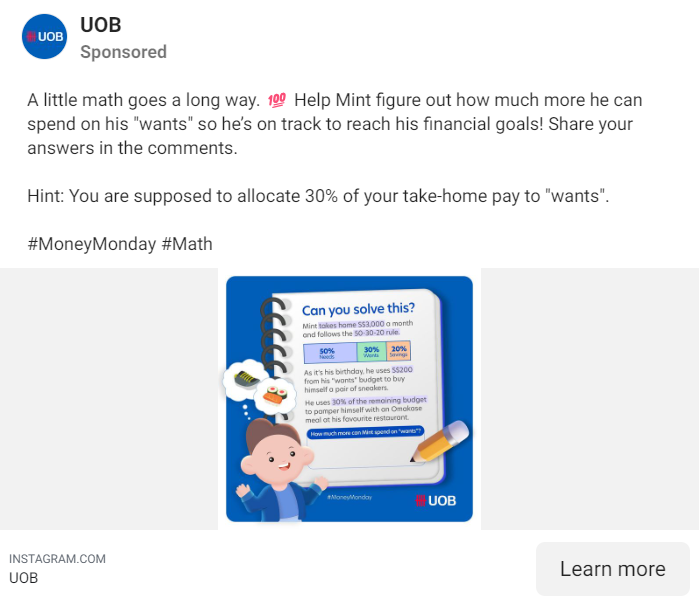 UOB
UOB
Sponsored
A little math goes a long way. 💯 Help Mint figure out how much more he can
spend on his "wants" so he's on track to reach his financial goals! Share your
answers in the comments.
Hint: You are supposed to allocate 30% of your take-home pay to "wants".
#MoneyMonday #Math
Can you solve this?
Mint takes home S$3,000 a month
and follows the 50-30-20 rule.
50% 30% 20%
Needs Wants Savings
As it's his birthday, he uses S$200
from his "wants" budget to buy
himself a pair of sneakers.
He uses 30% of the remaining budget
to pamper himself with an Omakase
meal at his favourite restaurant.
How much more can Mint spend on "wants"?
#MoneyMonday
UOB
INSTAGRAM.COM
UOB
Learn more